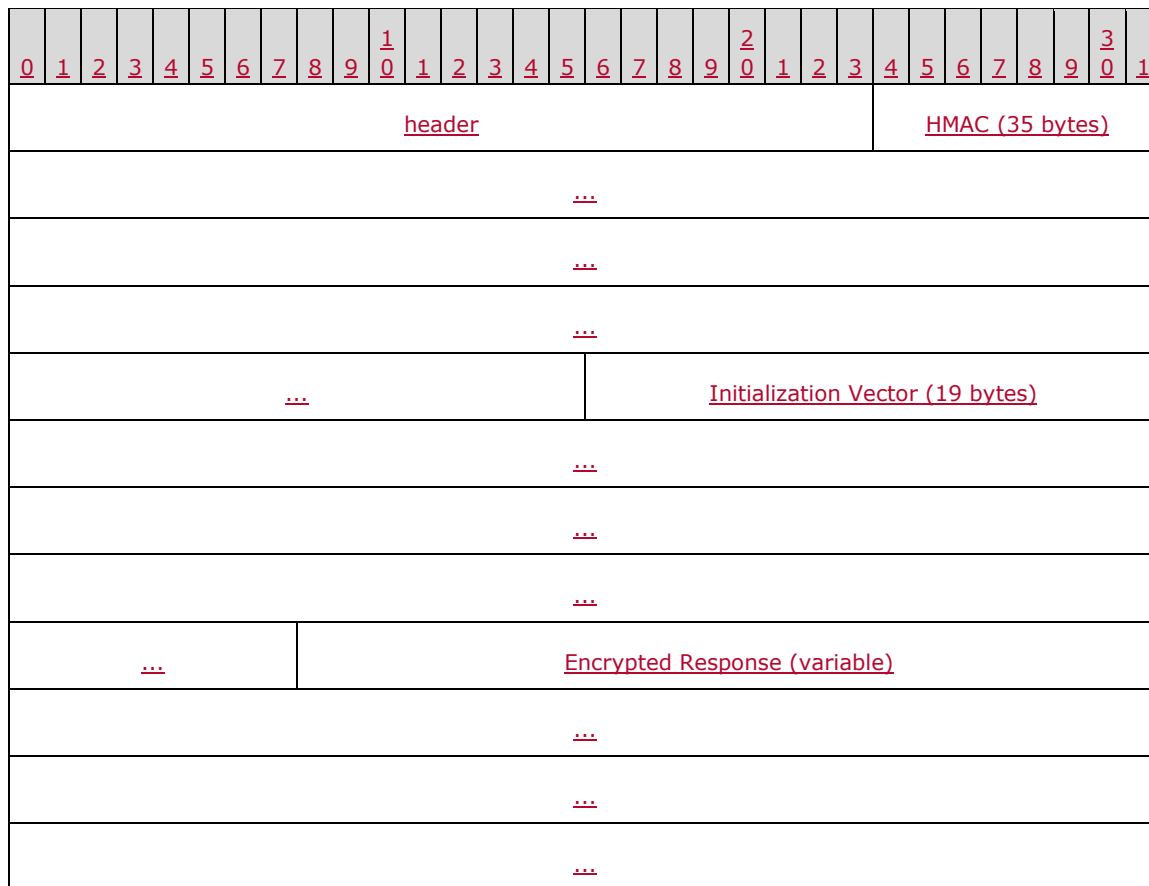 0 1 2 3 4 5 6 7 8 9 1 0 1 2 3 4 5 6 7 8 9 2 0 1 2 3 4 5 6 7 8 9 3 0 1
header HMAC (35 bytes)
...
...
...
... Initialization Vector (19 bytes)
...
...
...
... Encrypted Response (variable)
...
...
...